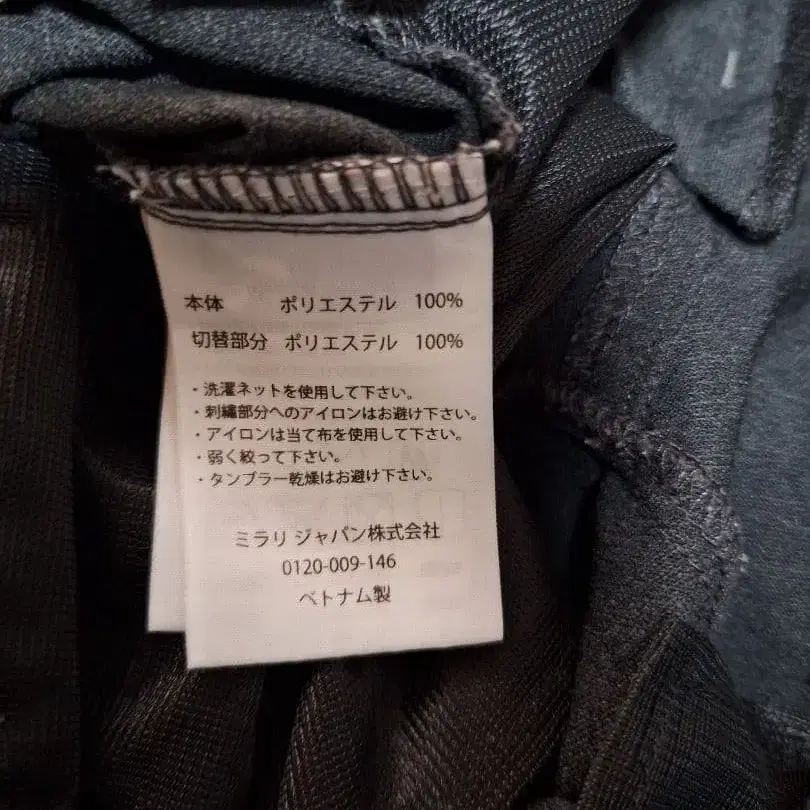 本体 ポリエステル 100%
切替部分 ポリエステル 100%
・洗濯ネットを使用して下さい。
・刺繍部分へのアイロンはお避け下さい。
・アイロンは当て布を使用して下さい。
・弱く絞って下さい。
・タンブラー乾燥はお避け下さい。
ミラリ ジャパン株式会社
0120-009-146
ベトナム製